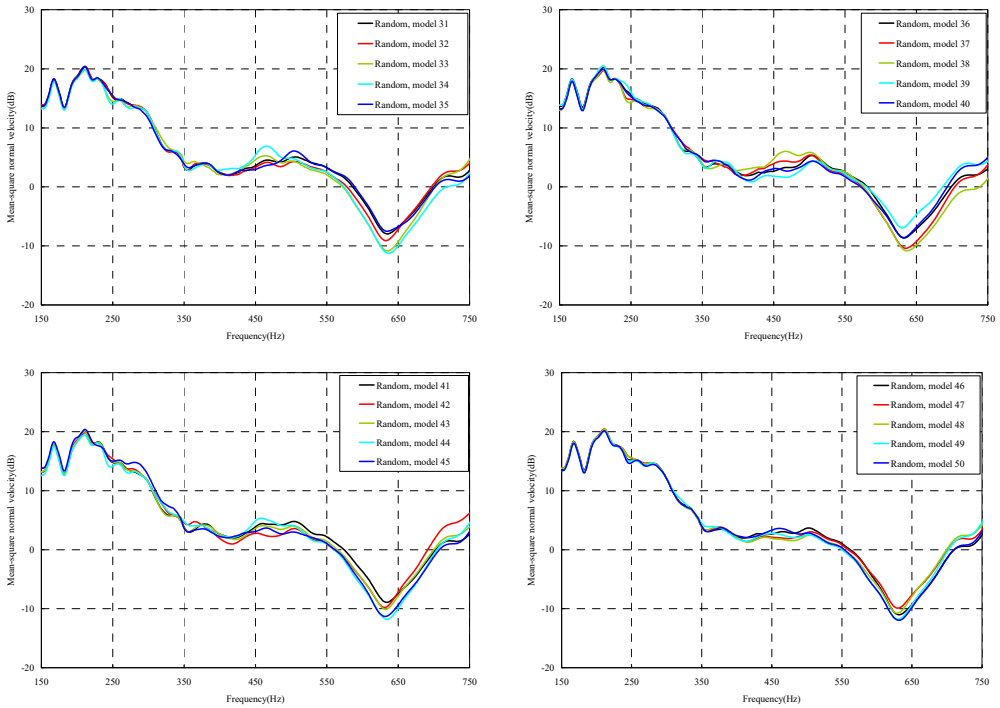 30
20
10
0
-10
-20
Mean-square normal velocity(dB)
150 250 350 450 550 650 750
Frequency(Hz)
Random, model 31
Random, model 32
Random, model 33
Random, model 34
Random, model 35
30
20
10
0
-10
-20
Mean-square normal velocity(dB)
150 250 350 450 550 650 750
Frequency(Hz)
Random, model 36
Random, model 37
Random, model 38
Random, model 39
Random, model 40
30
20
10
0
-10
-20
Mean-square normal velocity(dB)
150 250 350 450 550 650 750
Frequency(Hz)
Random, model 41
Random, model 42
Random, model 43
Random, model 44
Random, model 45
30
20
10
0
-10
-20
Mean-square normal velocity(dB)
150 250 350 450 550 650 750
Frequency(Hz)
Random, model 46
Random, model 47
Random, model 48
Random, model 49
Random, model 50